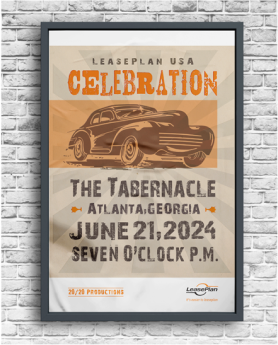 LEASEPLAN USA
CELEBRATION
THE TABERNACLE
ATLANTA, GEORGIA
JUNE 21, 2024
SEVEN O'CLOCK P.M.
20/20 PRODUCTIONS
LeasePlan